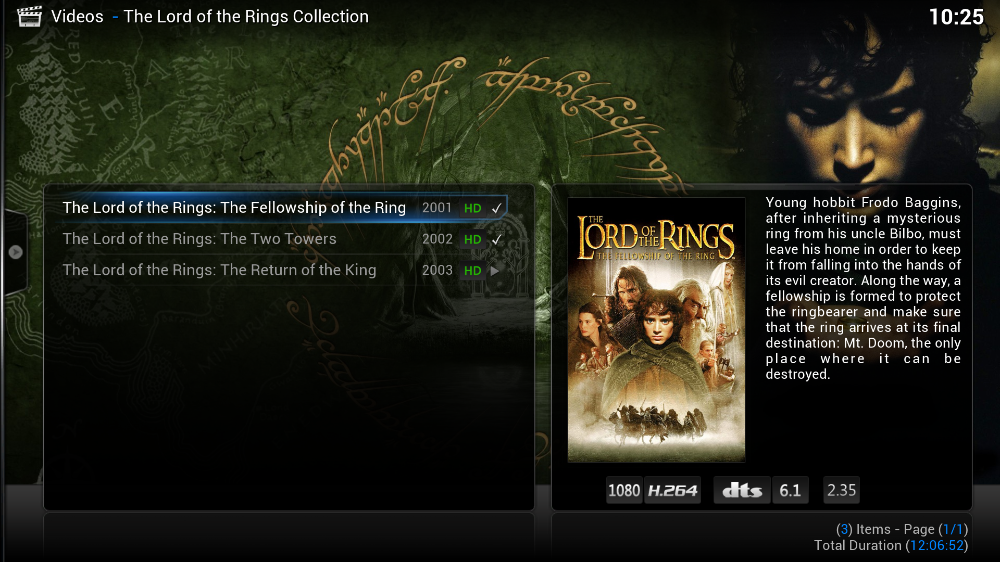 Videos - The Lord of the Rings Collection
10:25
The Lord of the Rings: The Fellowship of the Ring 2001 HD
The Lord of the Rings: The Two Towers 2002 HD
The Lord of the Rings: The Return of the King 2003 HD
THE
LORD OF THE RINGS
THE FELLOWSHIP OF THE RING
Young hobbit Frodo Baggins,
after inheriting a mysterious
ring from his uncle Bilbo, must
leave his home in order to keep
it from falling into the hands of
its evil creator. Along the way, a
fellowship is formed to protect
the ringbearer and make sure
that the ring arrives at its final
destination: Mt. Doom, the only
place where it can be
destroyed.
1080 H.264 dts 6.1 2.35
(3) Items - Page (1/1)
Total Duration (12:06:52)
RED
LUIN
Mithlond
Gulf
MINHIRIATH